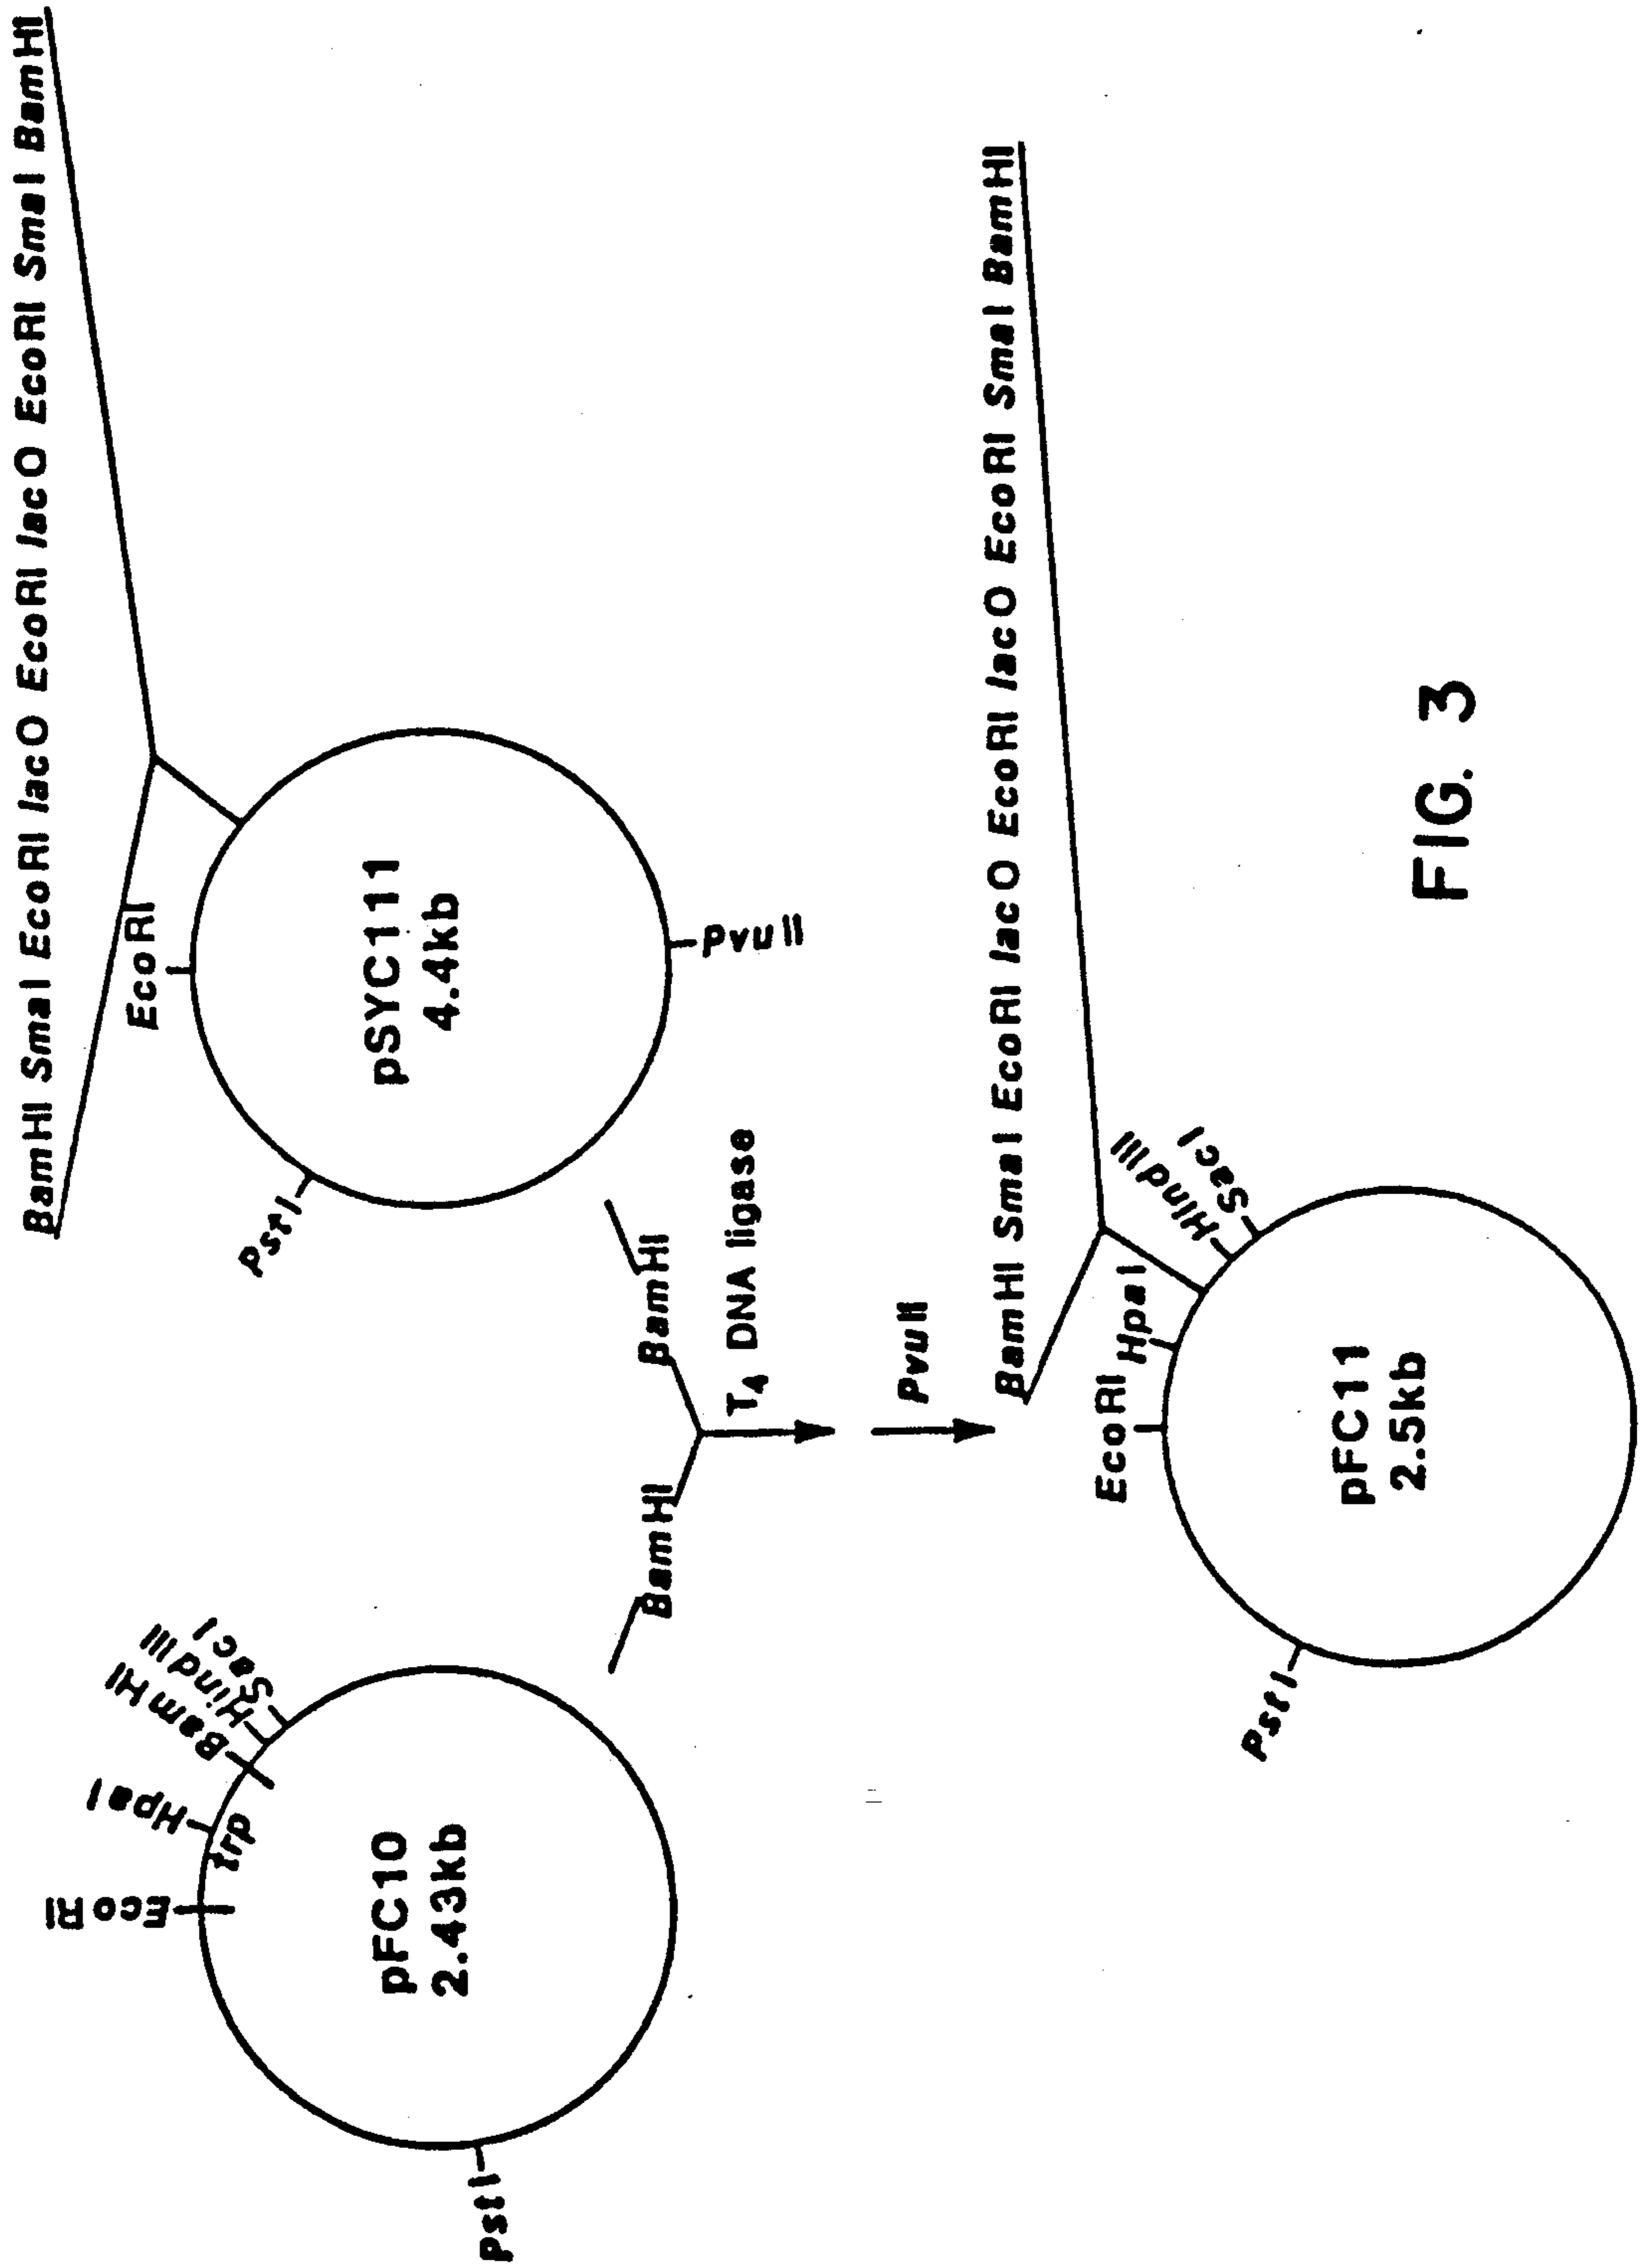 EcoRI
HpaI
trp
BamHI
HindIII
SacI
pFC10
2.43kb
PstI
BamHI SmaI EcoRI lacO EcoRI lacO EcoRI SmaI BamHI
EcoRI
PstI
pSYC111
4.4kb
PvuII
BamHI
BamHI
T4 DNA ligase
PvuII
BamHI SmaI EcoRI lacO EcoRI lacO EcoRI SmaI BamHI
EcoRI
HpaI
HindIII
SacI
PstI
pFC11
2.5kb
FIG. 3